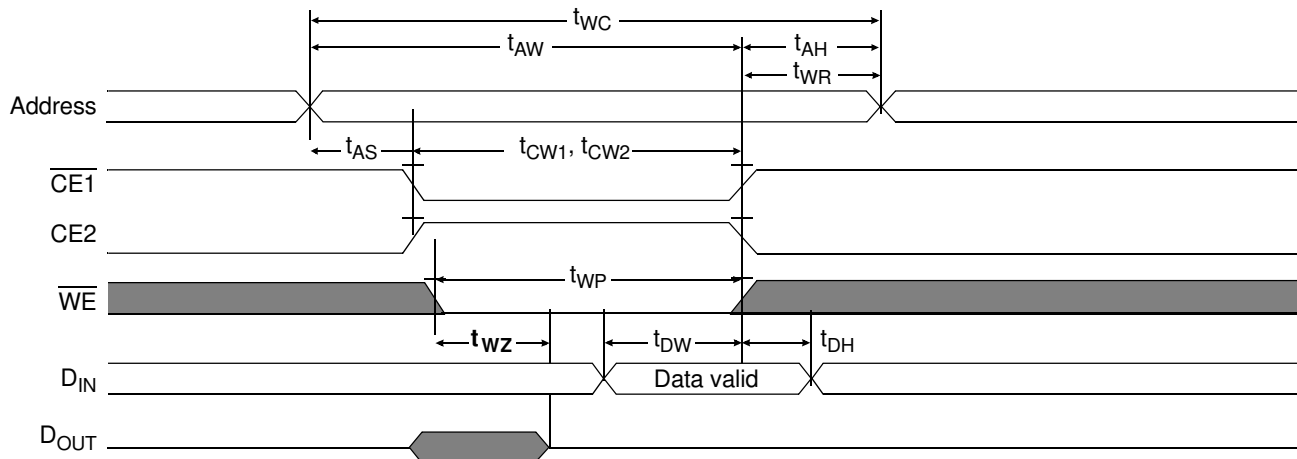 tWC
tAW
tAH
tWR
Address
tAS
tCW1, tCW2
CE1
CE2
tWP
WE
tWZ
tDW
tDH
DIN
Data valid
DOUT